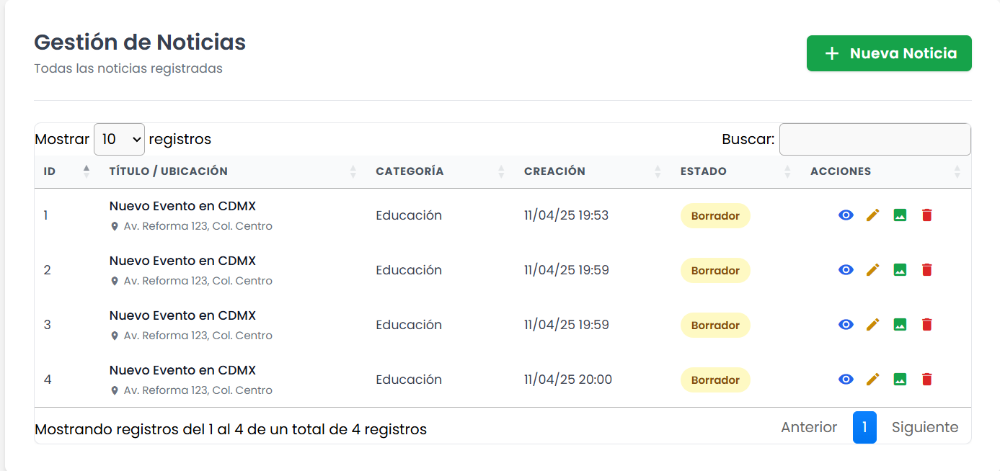 Gestión de Noticias
Todas las noticias registradas
+ Nueva Noticia
Mostrar 10 registros
Buscar:
ID TÍTULO / UBICACIÓN CATEGORÍA CREACIÓN ESTADO ACCIONES
1 Nuevo Evento en CDMX Educación 11/04/25 19:53 Borrador
Av. Reforma 123, Col. Centro
2 Nuevo Evento en CDMX Educación 11/04/25 19:59 Borrador
Av. Reforma 123, Col. Centro
3 Nuevo Evento en CDMX Educación 11/04/25 19:59 Borrador
Av. Reforma 123, Col. Centro
4 Nuevo Evento en CDMX Educación 11/04/25 20:00 Borrador
Av. Reforma 123, Col. Centro
Mostrando registros del 1 al 4 de un total de 4 registros
Anterior 1 Siguiente